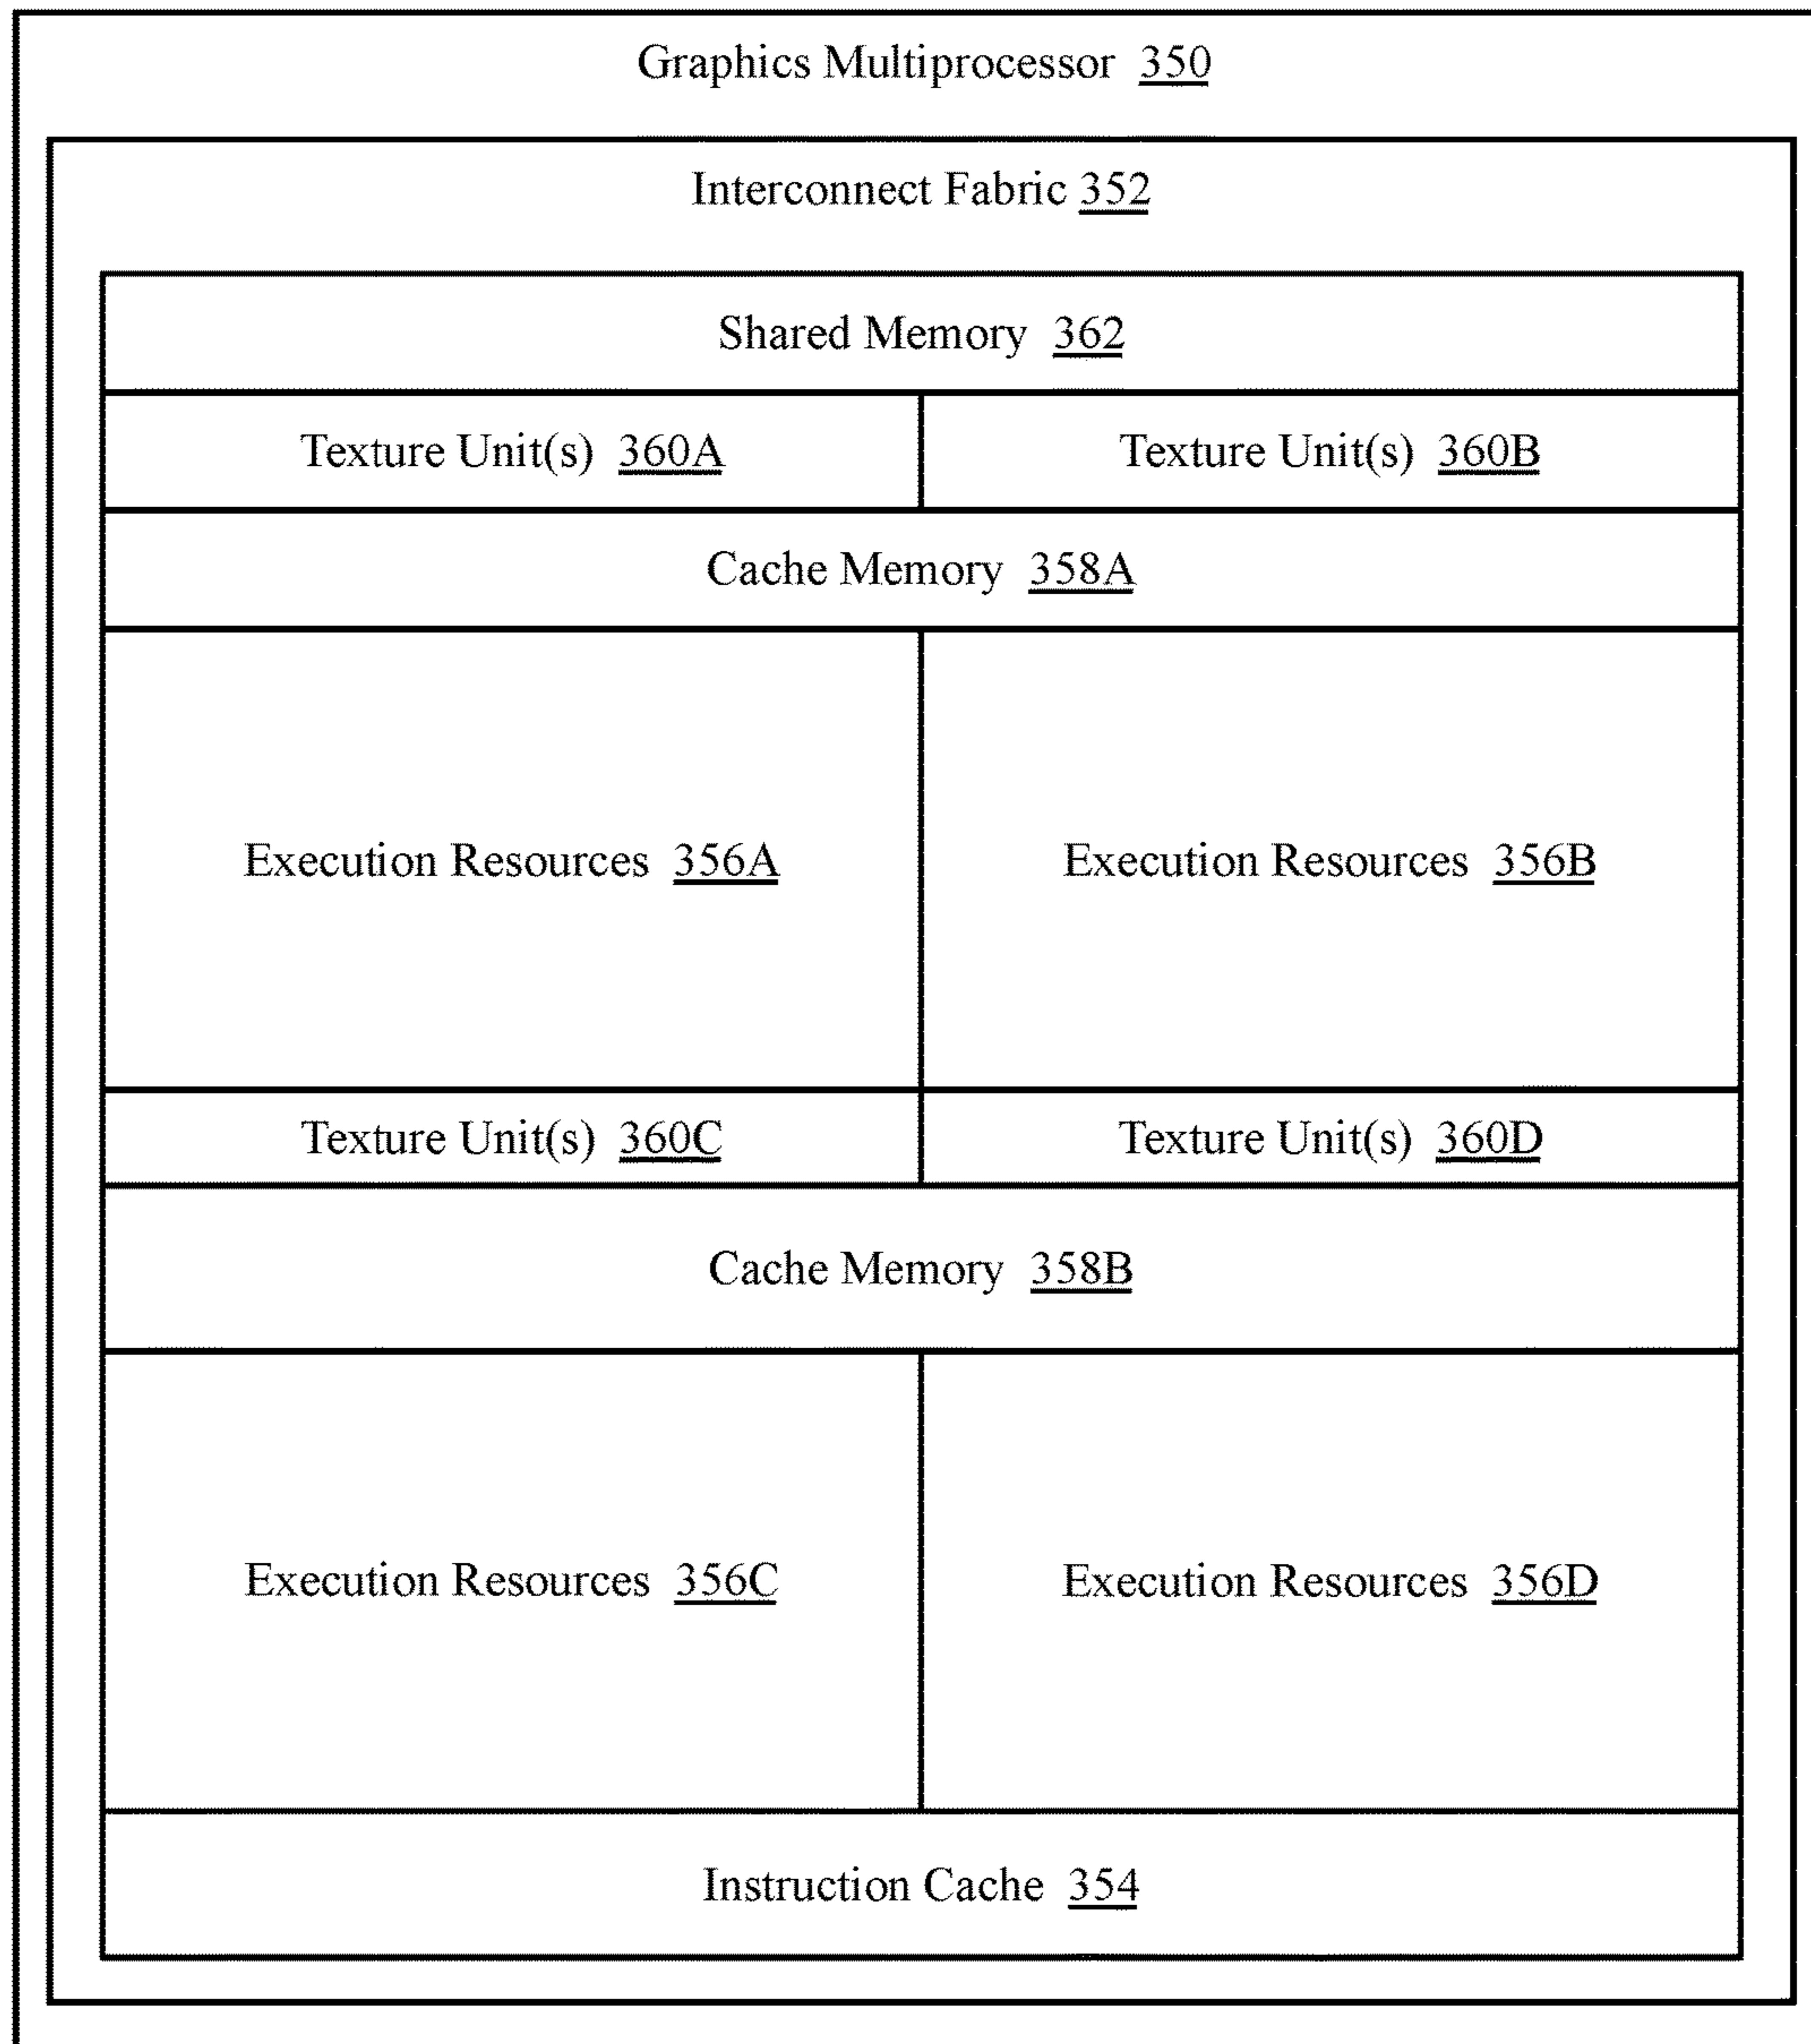 Graphics Multiprocessor 350
Interconnect Fabric 352
Shared Memory 362
Texture Unit(s) 360A
Texture Unit(s) 360B
Cache Memory 358A
Execution Resources 356A
Execution Resources 356B
Texture Unit(s) 360C
Texture Unit(s) 360D
Cache Memory 358B
Execution Resources 356C
Execution Resources 356D
Instruction Cache 354